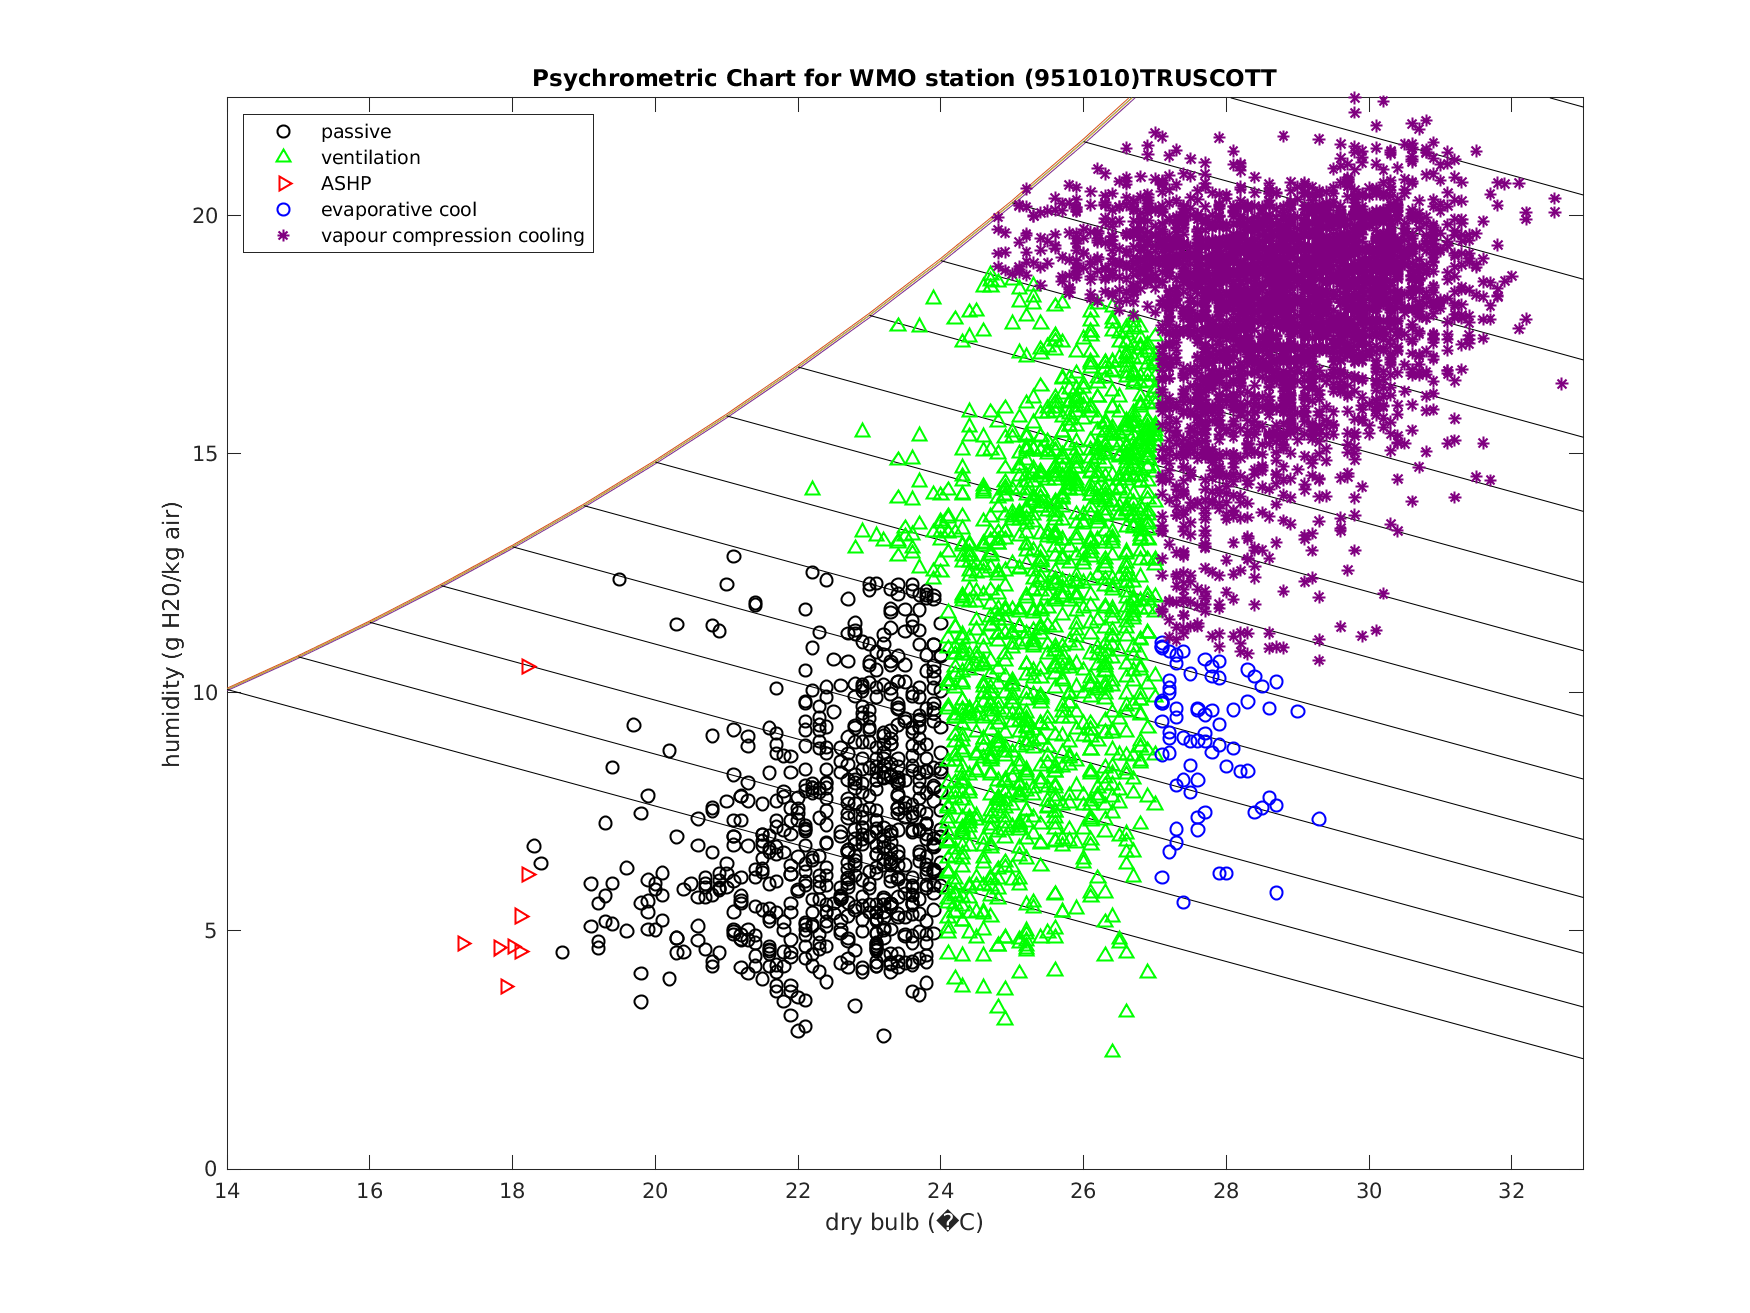 Psychrometric Chart for WMO station (951010)TRUSCOTT
passive
ventilation
ASHP
evaporative cool
vapour compression cooling
humidity (g H20/kg air)
20
15
10
5
0
14 16 18 20 22 24 26 28 30 32
dry bulb (�C)